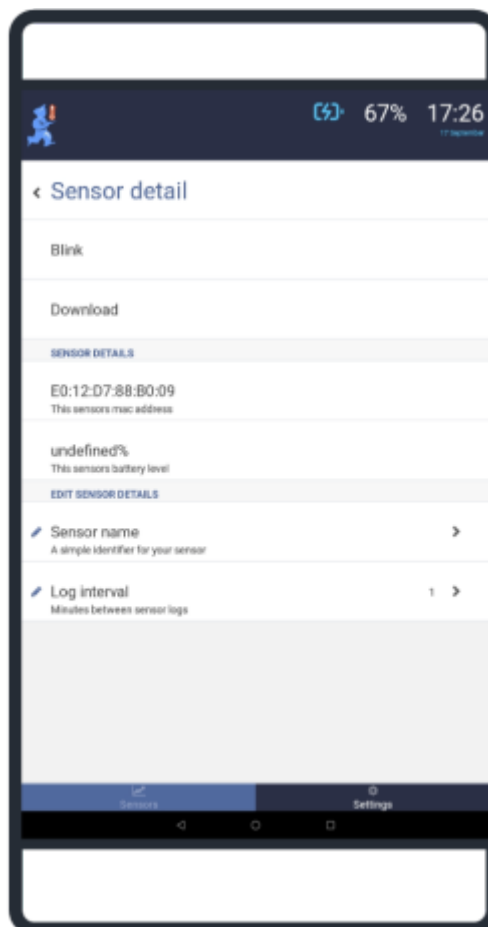 67% 17:26
17 September
Sensor detail
Blink
Download
SENSOR DETAILS
E0:12:D7:88:B0:09
This sensors mac address
undefined%
This sensors battery level
EDIT SENSOR DETAILS
Sensor name
A simple identifier for your sensor
Log interval 1
Minutes between sensor logs
Sensors Settings